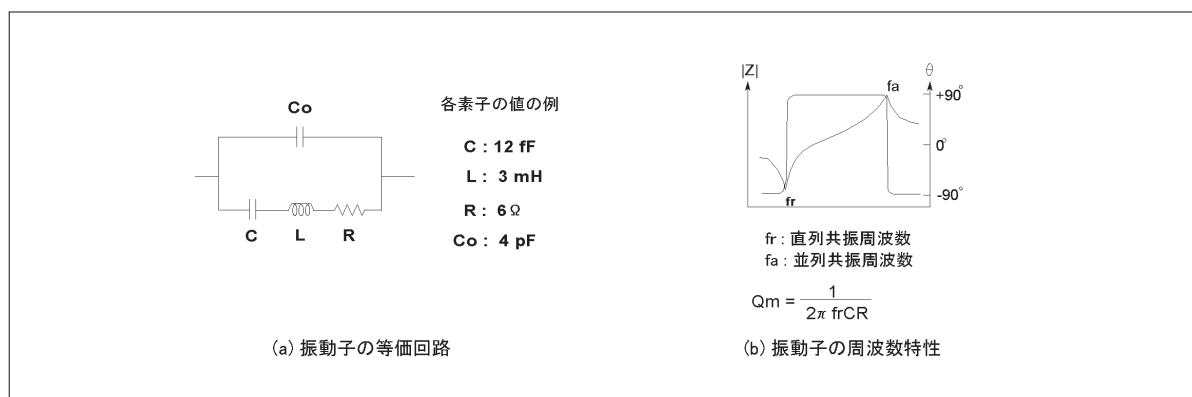 Co
C
L
R
各素子の値の例
C : 12 fF
L : 3 mH
R : 6Ω
Co : 4 pF
(a) 振動子の等価回路
|Z|
θ
fa
+90°
0°
-90°
fr
fr : 直列共振周波数
fa : 並列共振周波数
Qm = 1 / 2π frCR
(b) 振動子の周波数特性